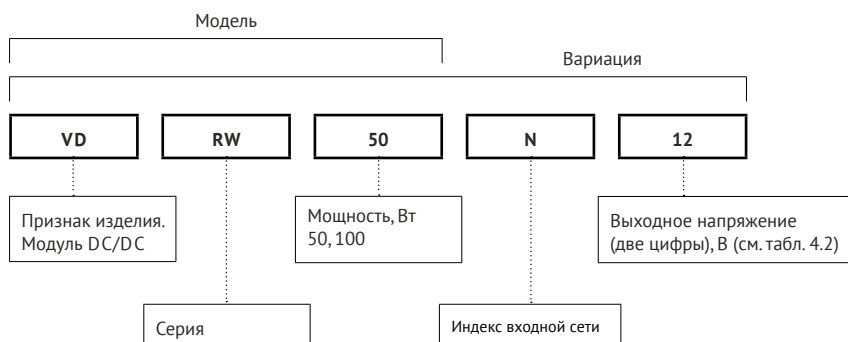 Модель
Вариация
VD RW 50 N 12
Признак изделия.
Модуль DC/DC
Мощность, Вт
50, 100
Выходное напряжение
(две цифры), В (см. табл. 4.2)
Серия
Индекс входной сети